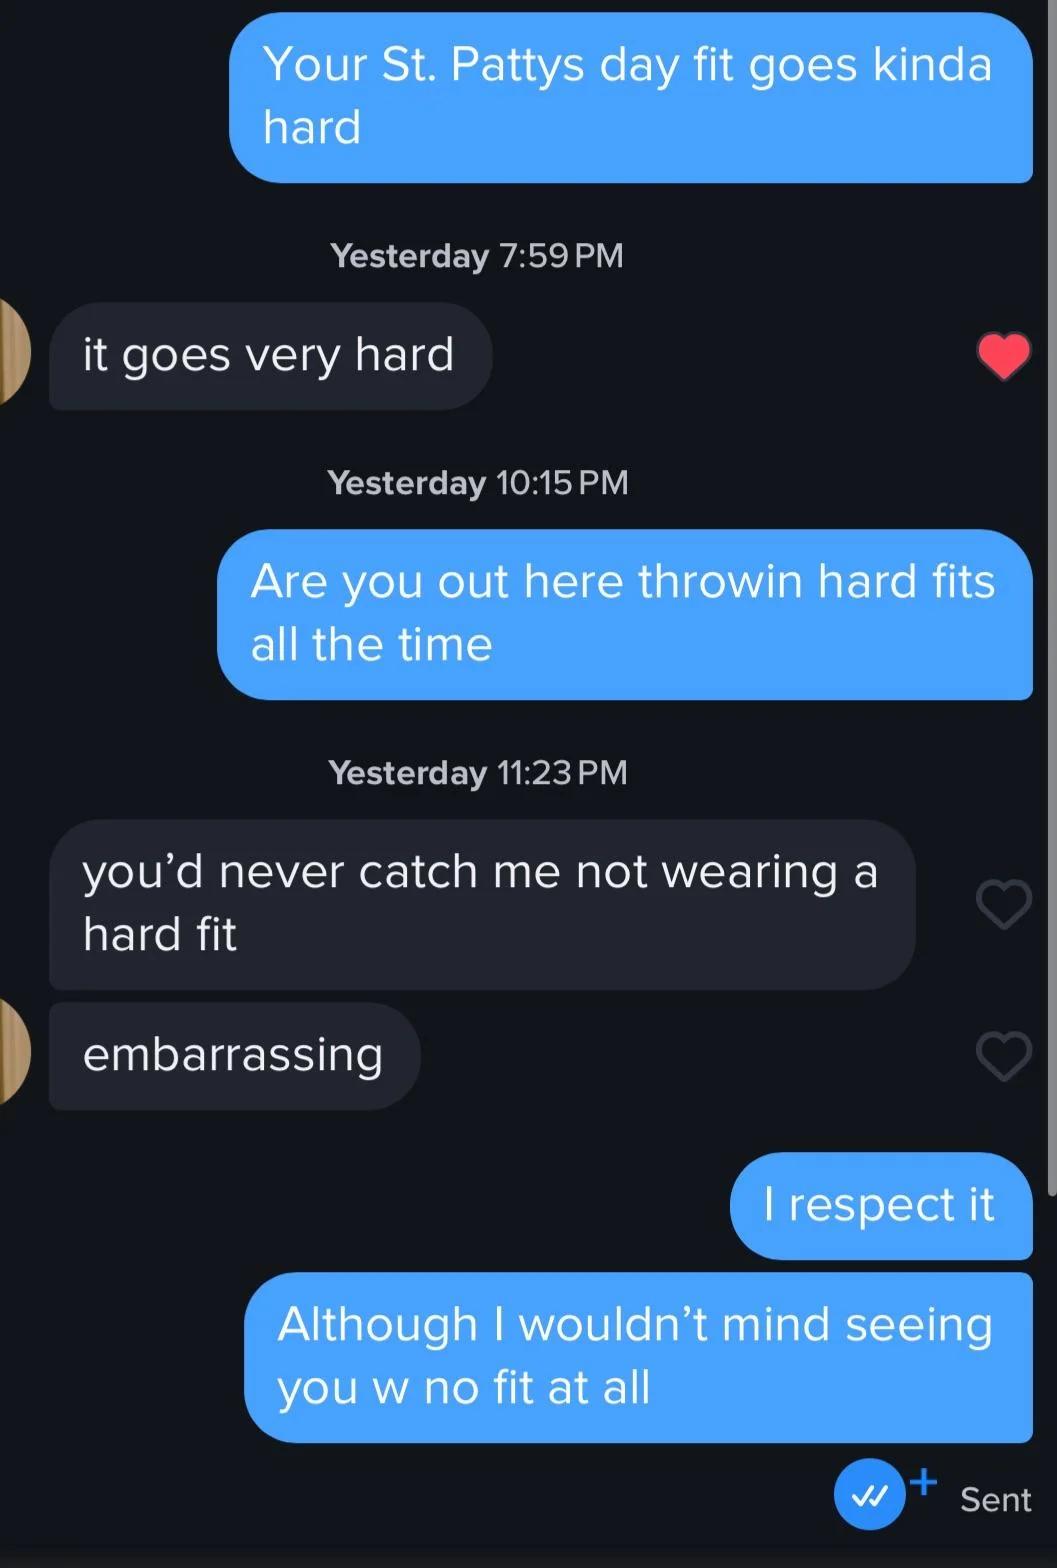 Your St. Pattys day fit goes kinda
hard
Yesterday 7:59 PM
it goes very hard
Yesterday 10:15 PM
Are you out here throwin hard fits
all the time
Yesterday 11:23 PM
you’d never catch me not wearing a
hard fit
embarrassing
I respect it
Although I wouldn’t mind seeing
you w no fit at all
Sent